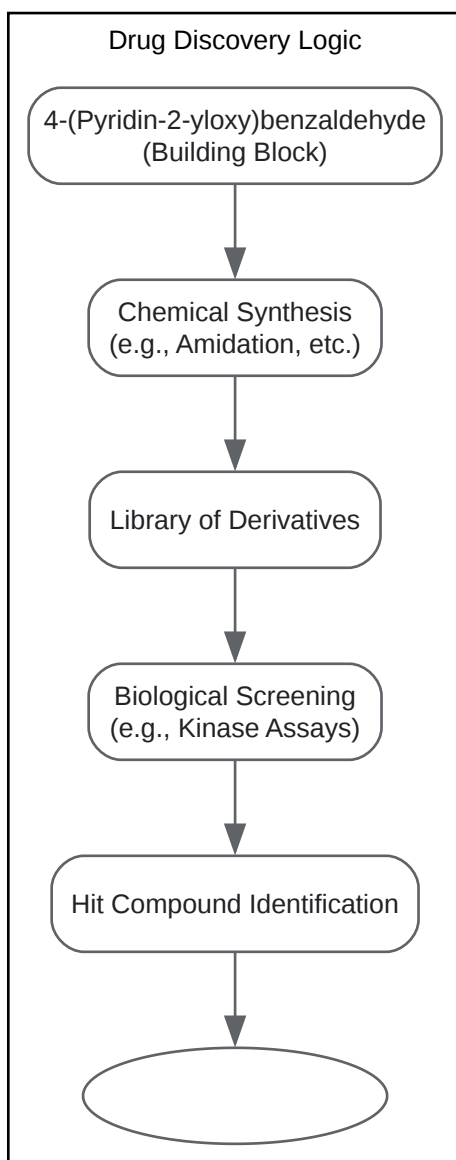 Drug Discovery Logic
4-(Pyridin-2-yloxy)benzaldehyde
(Building Block)
Chemical Synthesis
(e.g., Amidation, etc.)
Library of Derivatives
Biological Screening
(e.g., Kinase Assays)
Hit Compound Identification